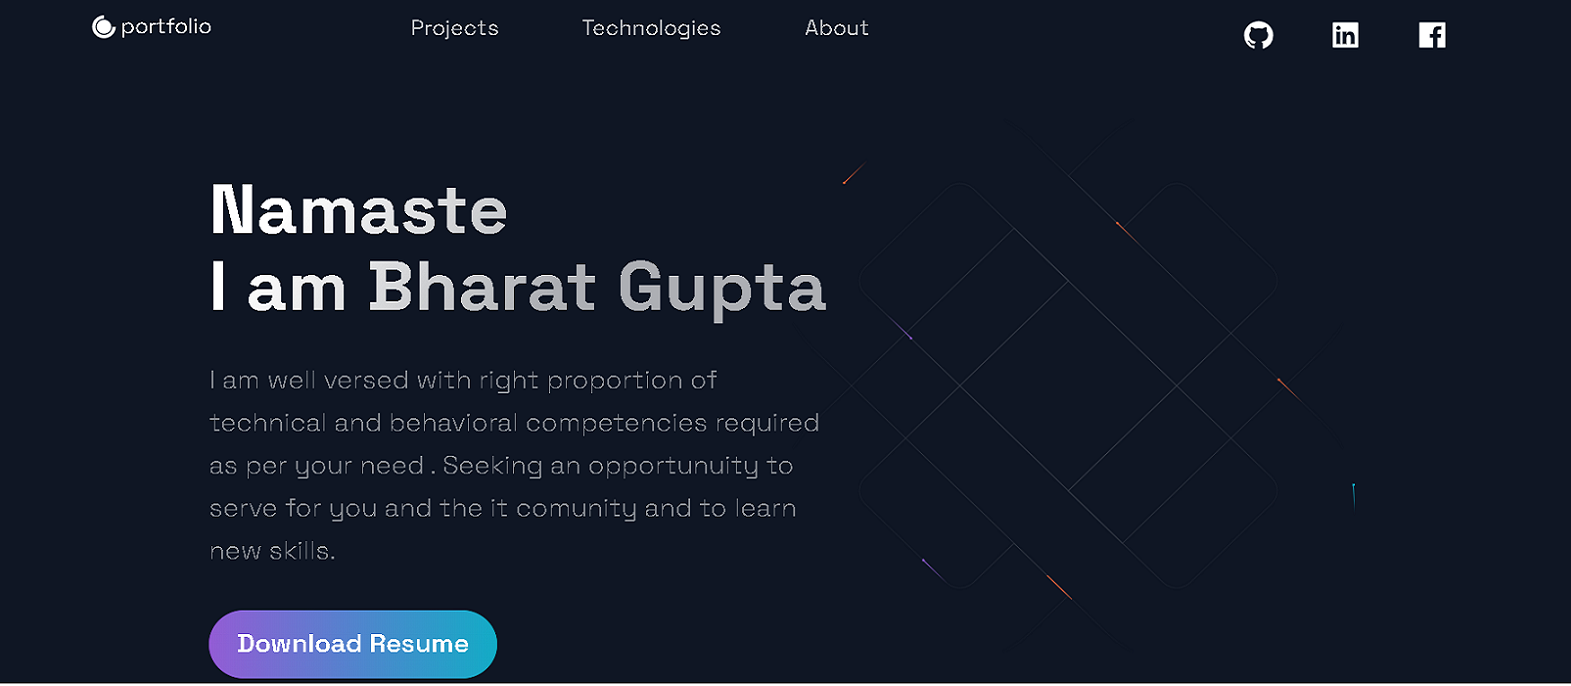 portfolio
Projects
Technologies
About
Namaste
I am Bharat Gupta
I am well versed with right proportion of
technical and behavioral competencies required
as per your need . Seeking an opportunuity to
serve for you and the it comunity and to learn
new skills.
Download Resume